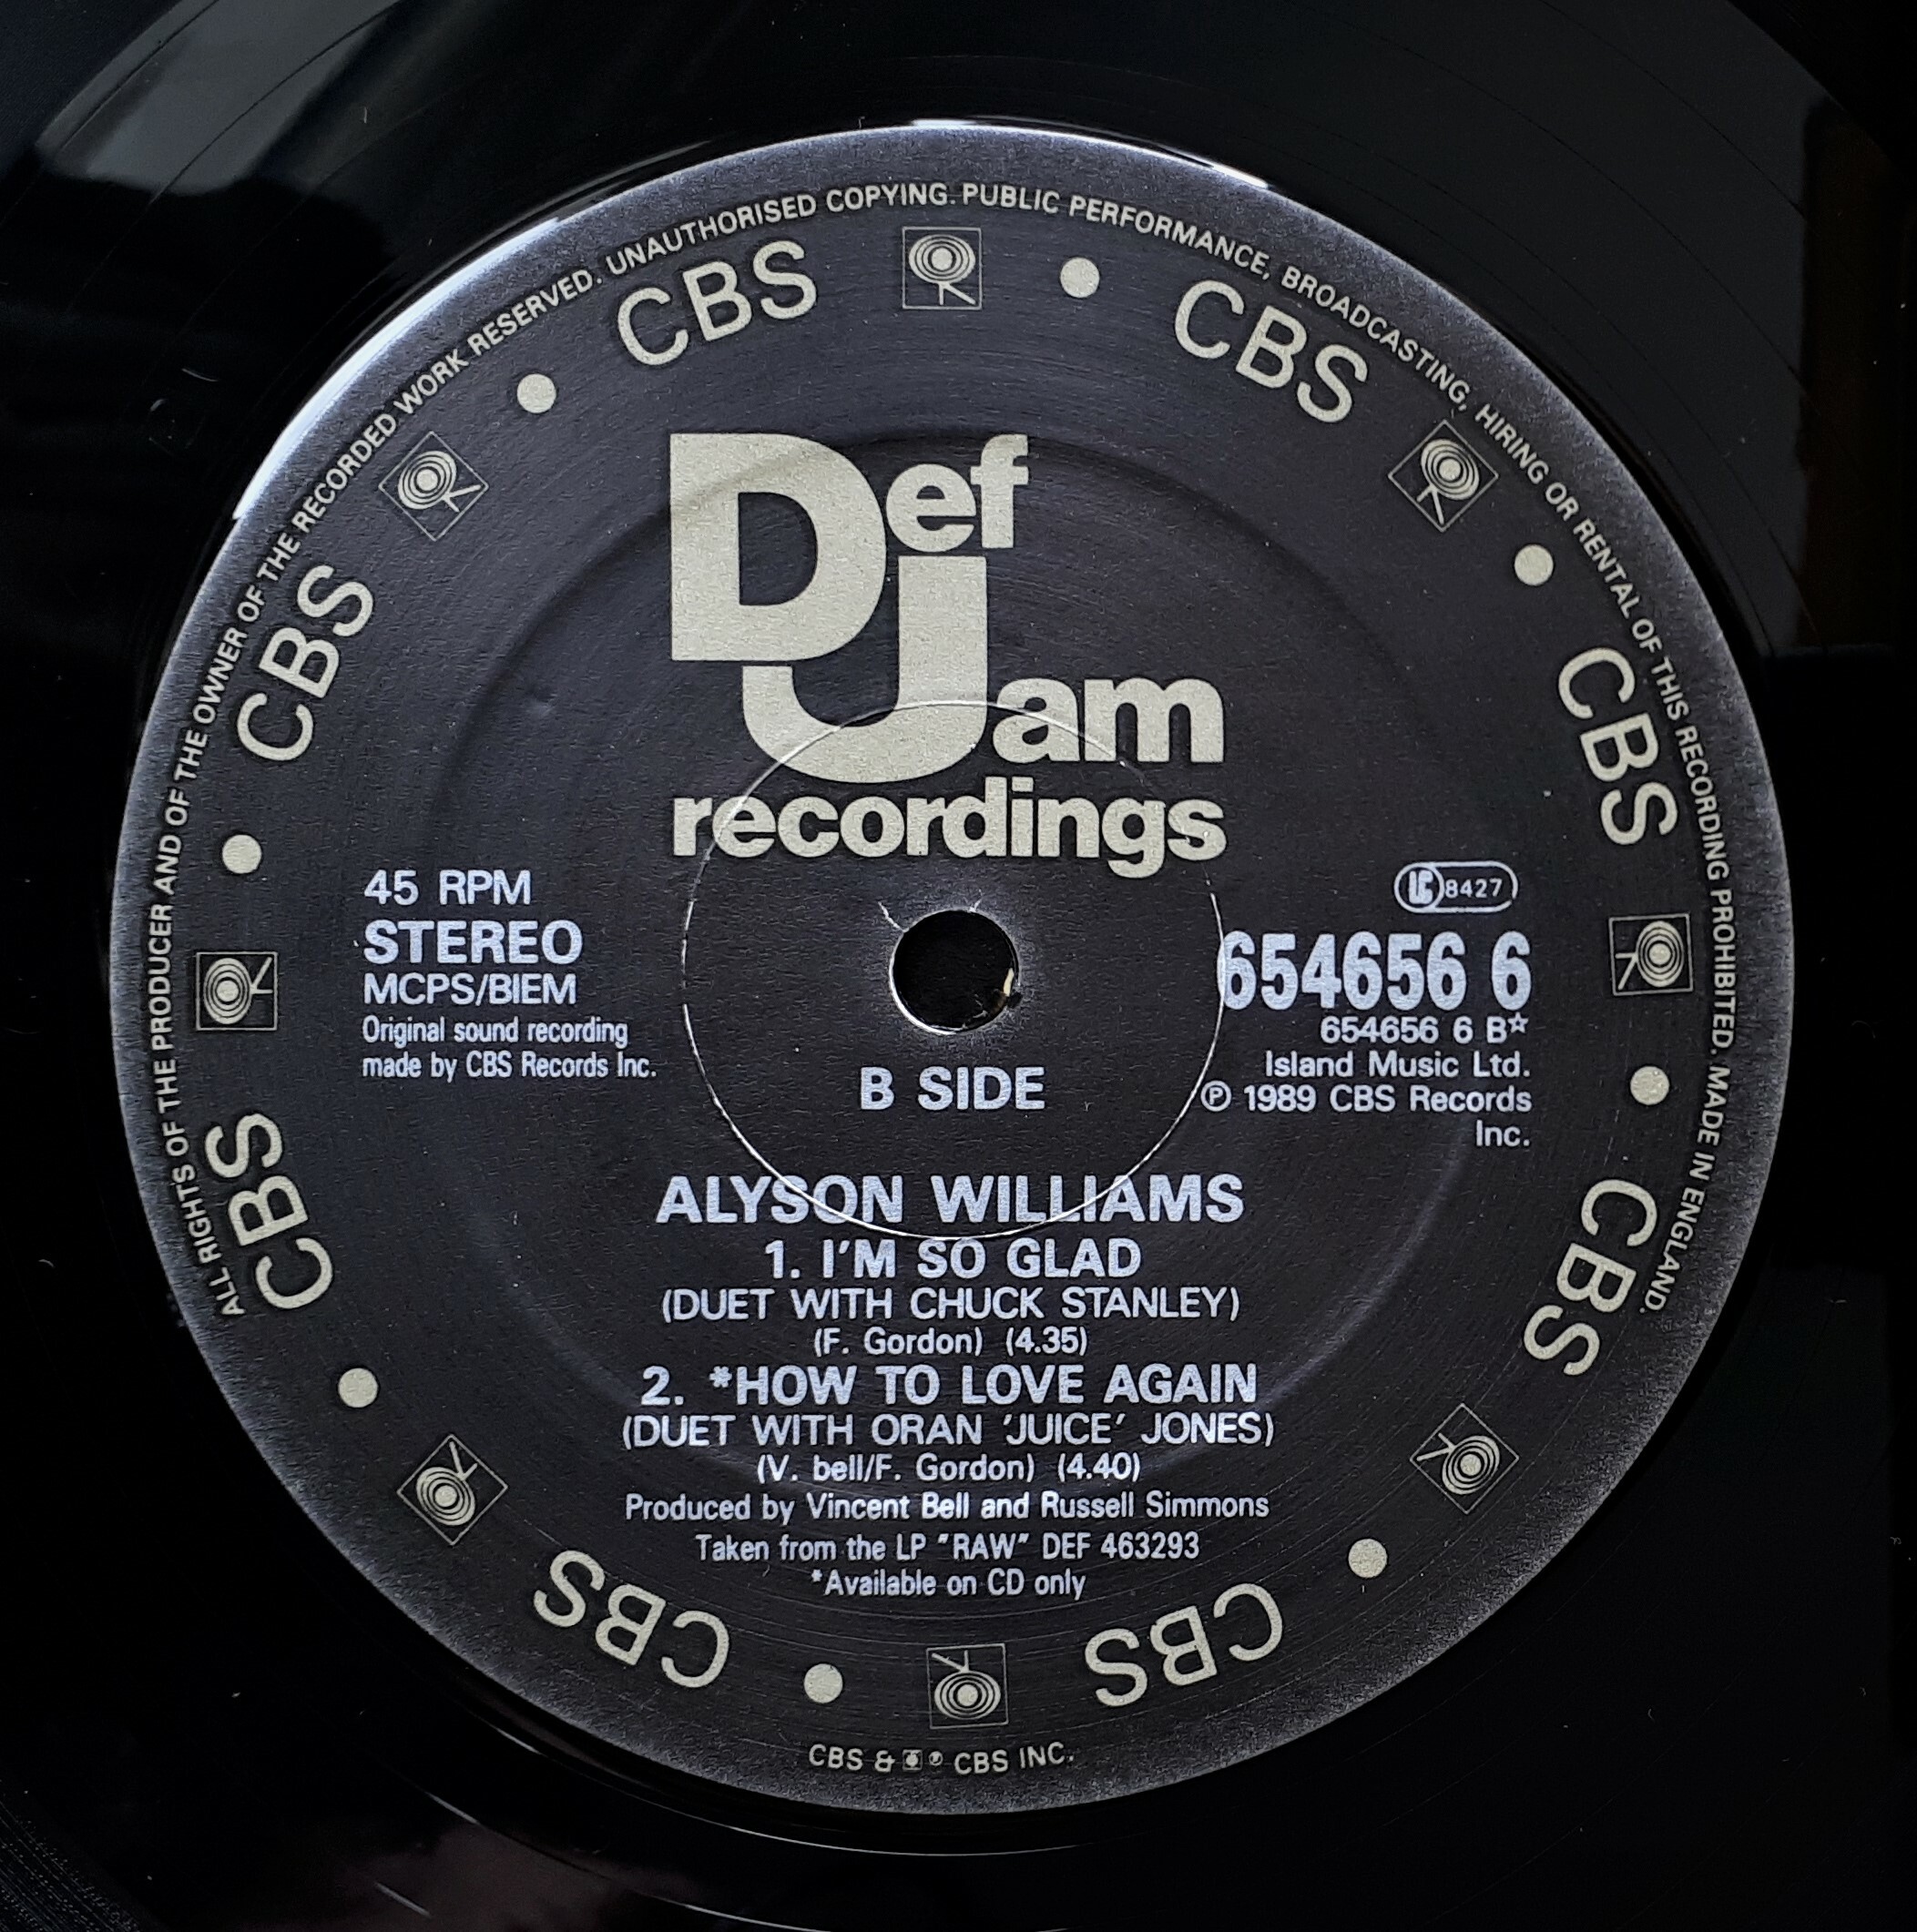 ALL RIGHTS OF THE PRODUCER AND OF THE OWNER OF THE RECORDED WORK RESERVED. UNAUTHORISED COPYING. PUBLIC PERFORMANCE, BROADCASTING, HIRING OR RENTAL OF THIS RECORDING PROHIBITED. MADE IN ENGLAND.
CBS
CBS
CBS
CBS
CBS
CBS
CBS
CBS
Def
Jam
recordings
45 RPM
STEREO
MCPS/BIEM
Original sound recording
made by CBS Records Inc.
LC 8427
654656 6
654656 6 B☆
Island Music Ltd.
Ⓟ 1989 CBS Records
Inc.
B SIDE
ALYSON WILLIAMS
1. I'M SO GLAD
(DUET WITH CHUCK STANLEY)
(F. Gordon) (4.35)
2. *HOW TO LOVE AGAIN
(DUET WITH ORAN 'JUICE' JONES)
(V. bell/F. Gordon) (4.40)
Produced by Vincent Bell and Russell Simmons
Taken from the LP "RAW" DEF 463293
*Available on CD only
CBS & ℗ CBS INC.